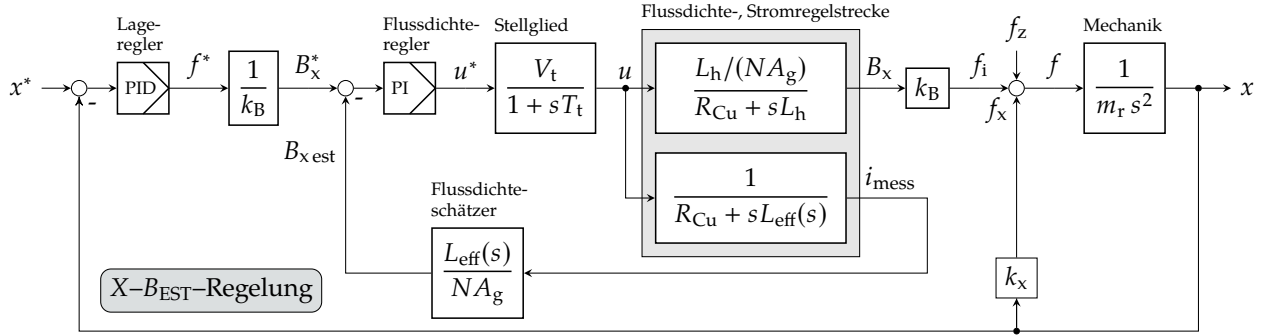 Lage-
regler
Flussdichte-
regler
Stellglied
Flussdichte-, Stromregelstrecke
Mechanik
x*
-
PID
f*
1
k_B
B_x*
-
PI
u*
V_t
1 + sT_t
u
L_h/(NA_g)
R_Cu + sL_h
B_x
k_B
f_i
f_z
f_x
f
1
m_r s²
x
B_x est
1
R_Cu + sL_eff(s)
i_mess
Flussdichte-
schätzer
L_eff(s)
NA_g
k_x
X–B_EST–Regelung